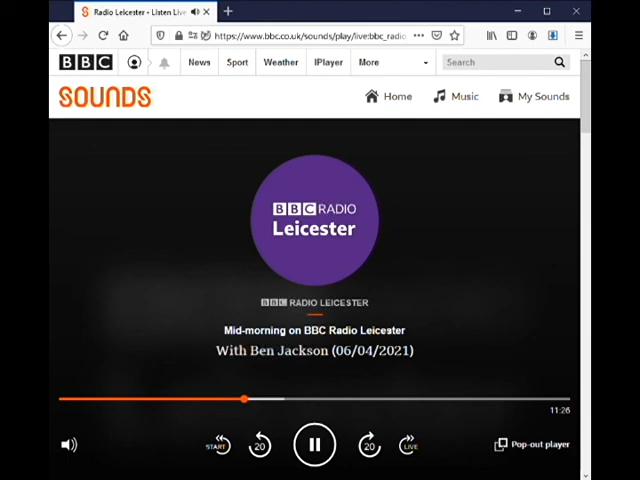 Radio Leicester - Listen Live
https://www.bbc.co.uk/sounds/play/live:bbc_radio
BBC
News
Sport
Weather
iPlayer
More
Search
SOUNDS
Home
Music
My Sounds
BBC RADIO
Leicester
BBC RADIO LEICESTER
Mid-morning on BBC Radio Leicester
With Ben Jackson (06/04/2021)
11:26
START
20
20
LIVE
Pop-out player